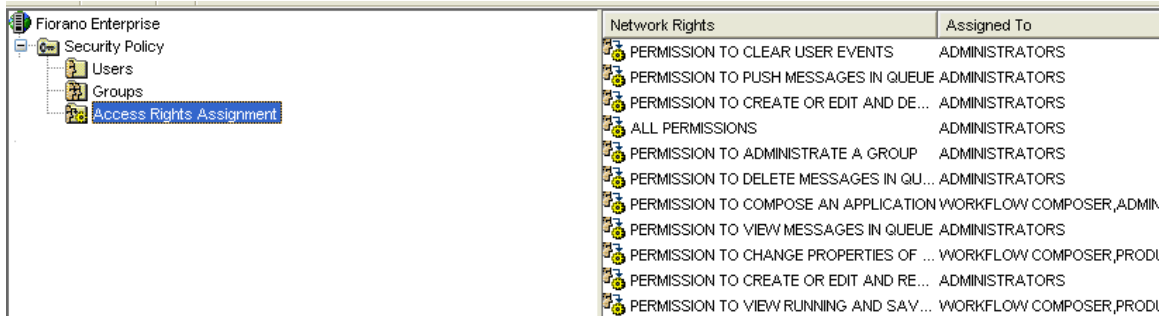 Fiorano Enterprise
Security Policy
Users
Groups
Access Rights Assignment
Network Rights Assigned To
PERMISSION TO CLEAR USER EVENTS ADMINISTRATORS
PERMISSION TO PUSH MESSAGES IN QUEUE ADMINISTRATORS
PERMISSION TO CREATE OR EDIT AND DE... ADMINISTRATORS
ALL PERMISSIONS ADMINISTRATORS
PERMISSION TO ADMINISTRATE A GROUP ADMINISTRATORS
PERMISSION TO DELETE MESSAGES IN QU... ADMINISTRATORS
PERMISSION TO COMPOSE AN APPLICATION WORKFLOW COMPOSER,ADMIN
PERMISSION TO VIEW MESSAGES IN QUEUE ADMINISTRATORS
PERMISSION TO CHANGE PROPERTIES OF ... WORKFLOW COMPOSER,PRODU
PERMISSION TO CREATE OR EDIT AND RE... ADMINISTRATORS
PERMISSION TO VIEW RUNNING AND SAV... WORKFLOW COMPOSER,PRODU